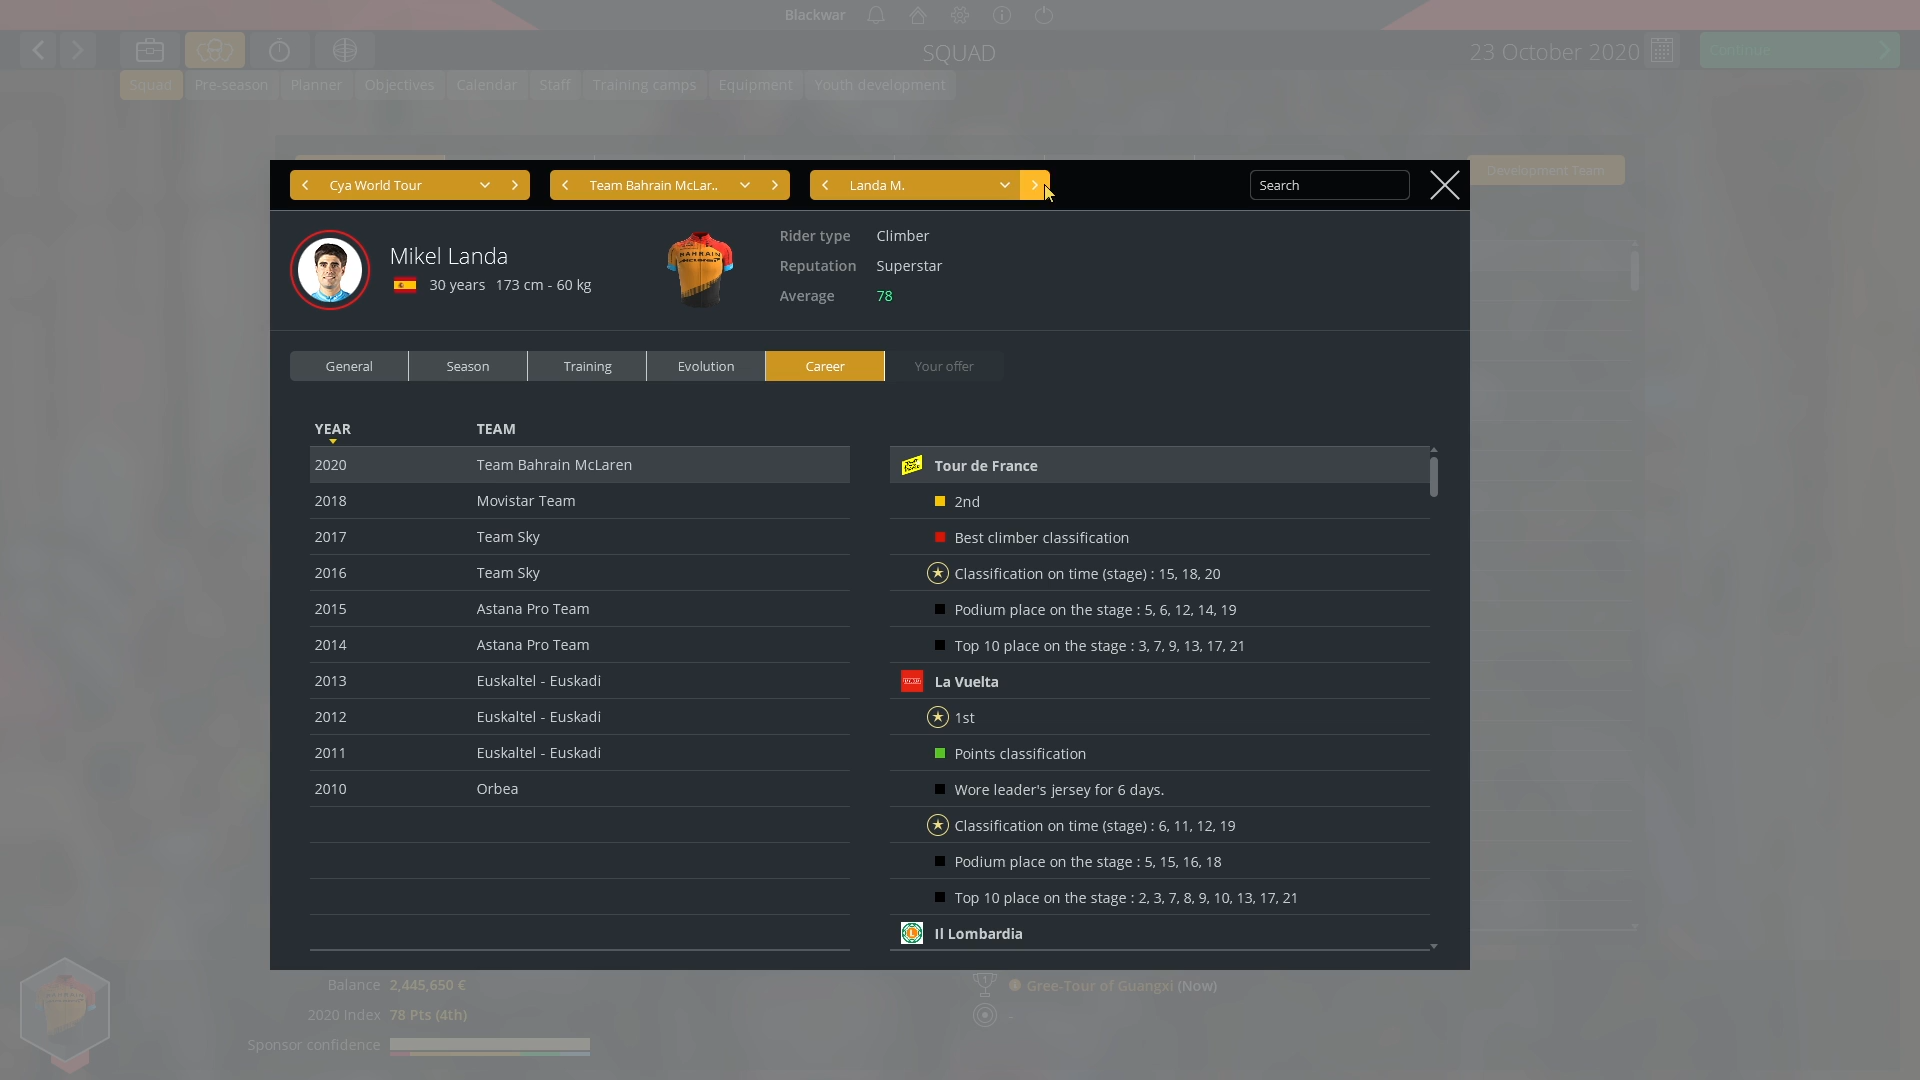 Blackwar
SQUAD
23 October 2020
Continue
Squad
Pre-season
Planner
Objectives
Calendar
Staff
Training camps
Equipment
Youth development
Development Team
Cya World Tour
Team Bahrain McLar..
Landa M.
Search
Mikel Landa
30 years 173 cm - 60 kg
BAHRAIN
Rider type Climber
Reputation Superstar
Average 78
General
Season
Training
Evolution
Career
Your offer
YEAR TEAM
2020 Team Bahrain McLaren
2018 Movistar Team
2017 Team Sky
2016 Team Sky
2015 Astana Pro Team
2014 Astana Pro Team
2013 Euskaltel - Euskadi
2012 Euskaltel - Euskadi
2011 Euskaltel - Euskadi
2010 Orbea
Tour de France
2nd
Best climber classification
Classification on time (stage) : 15, 18, 20
Podium place on the stage : 5, 6, 12, 14, 19
Top 10 place on the stage : 3, 7, 9, 13, 17, 21
La Vuelta
1st
Points classification
Wore leader's jersey for 6 days.
Classification on time (stage) : 6, 11, 12, 19
Podium place on the stage : 5, 15, 16, 18
Top 10 place on the stage : 2, 3, 7, 8, 9, 10, 13, 17, 21
Il Lombardia
Balance 2,445,650 €
2020 Index 78 Pts (4th)
Sponsor confidence
Gree-Tour of Guangxi (Now)
-